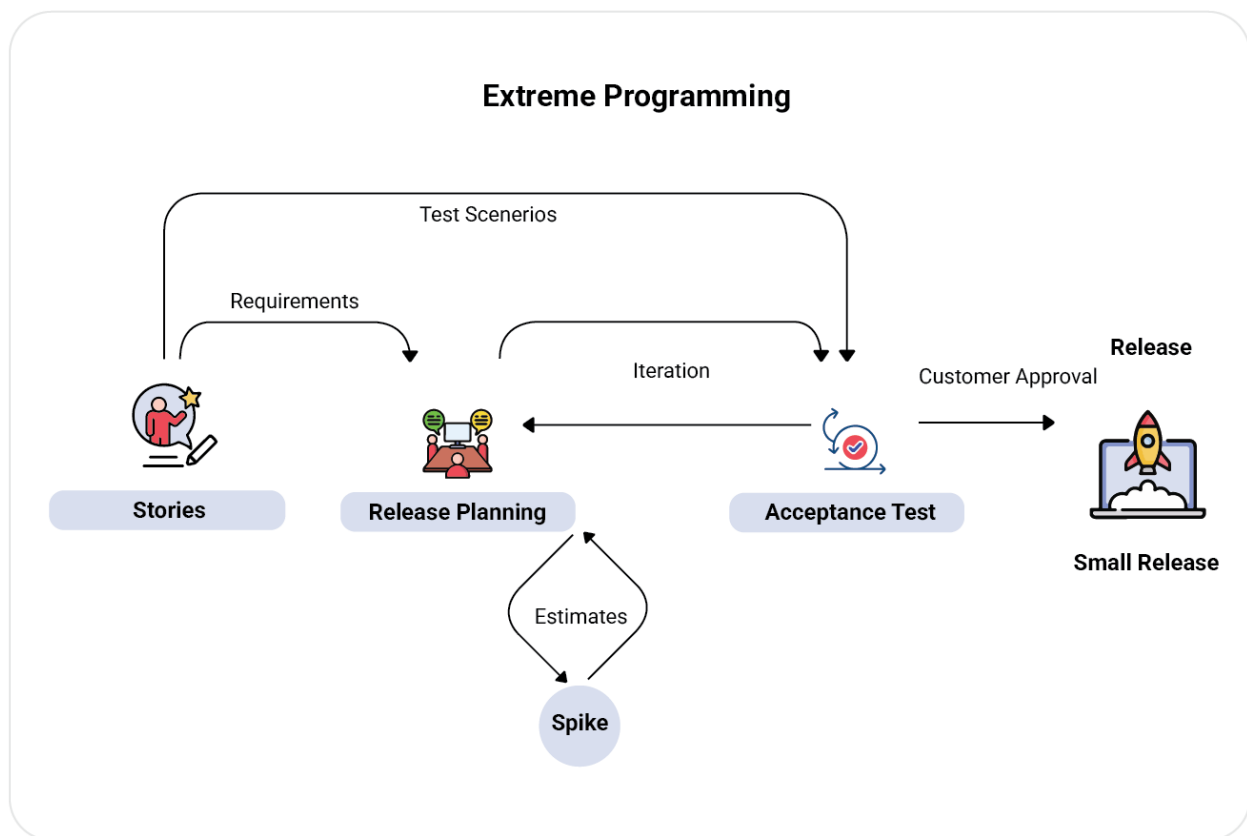 Extreme Programming
Test Scenerios
Requirements
Iteration
Release
Customer Approval
Stories
Release Planning
Acceptance Test
Small Release
Estimates
Spike